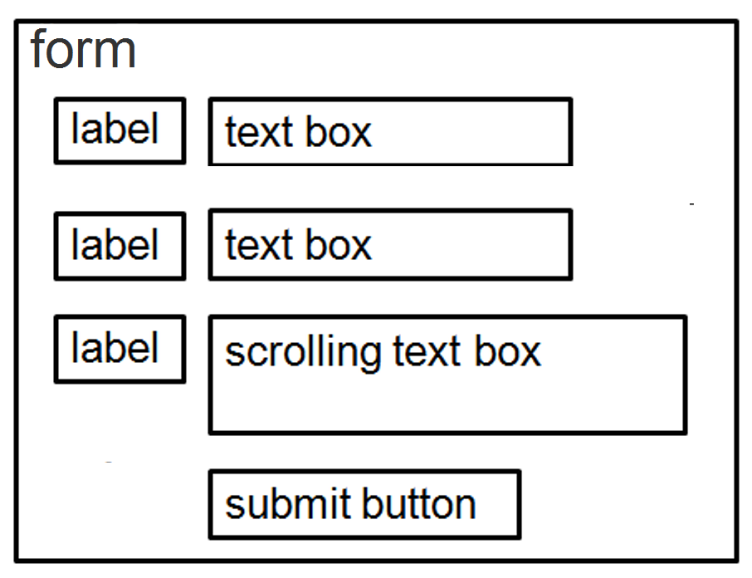 form
label text box
label text box
label scrolling text box
submit button